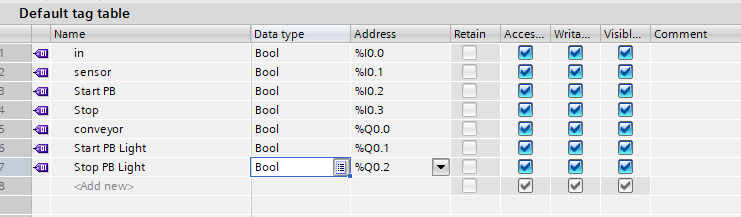 Default tag table
Name Data type Address Retain Acces... Writa... Visibl... Comment
1 in Bool %I0.0
2 sensor Bool %I0.1
3 Start PB Bool %I0.2
4 Stop Bool %I0.3
5 conveyor Bool %Q0.0
6 Start PB Light Bool %Q0.1
7 Stop PB Light Bool %Q0.2
8 <Add new>